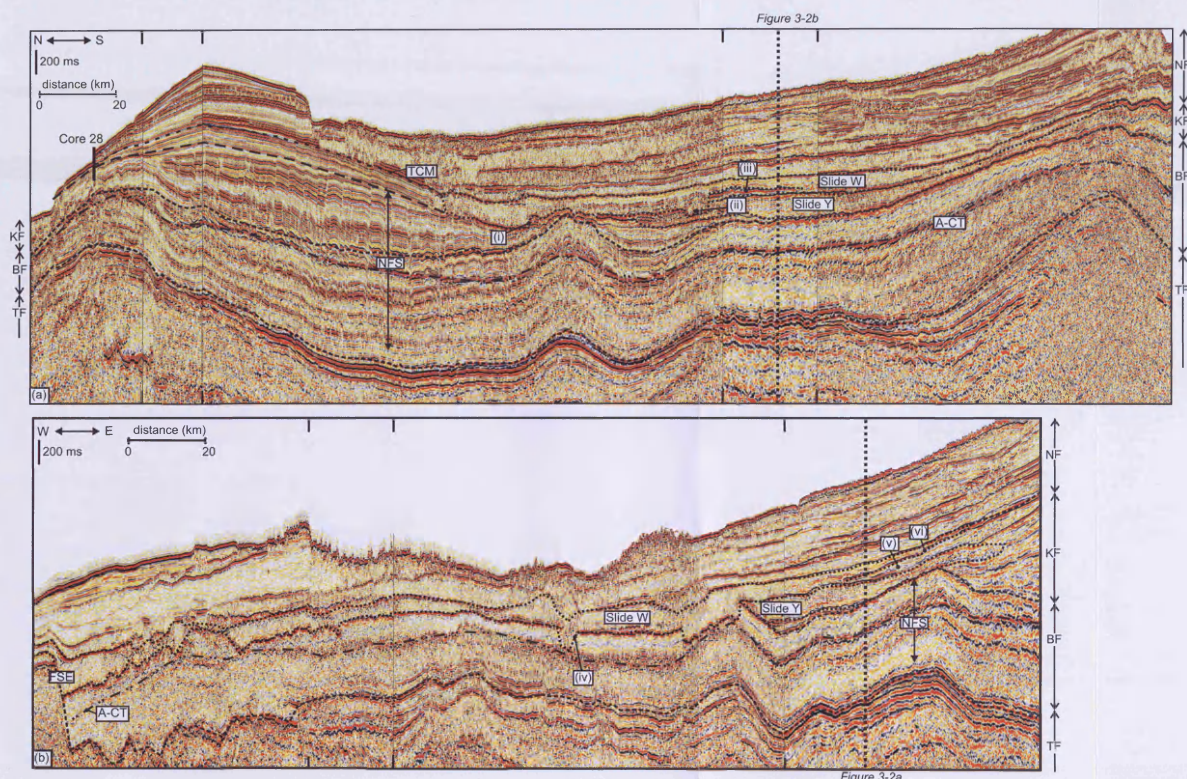 Figure 3-2b
N S
200 ms
distance (km)
0 20
Core 28
TCM
(iii)
Slide W
(ii)
Slide Y
(i)
A-CT
NFS
KF
BF
TF
NF
KF
BF
TF
(a)
W E
distance (km)
200 ms
0 20
(vi)
(v)
Slide W
Slide Y
NFS
(iv)
FSE
A-CT
NF
KF
BF
TF
(b)
Figure 3-2a